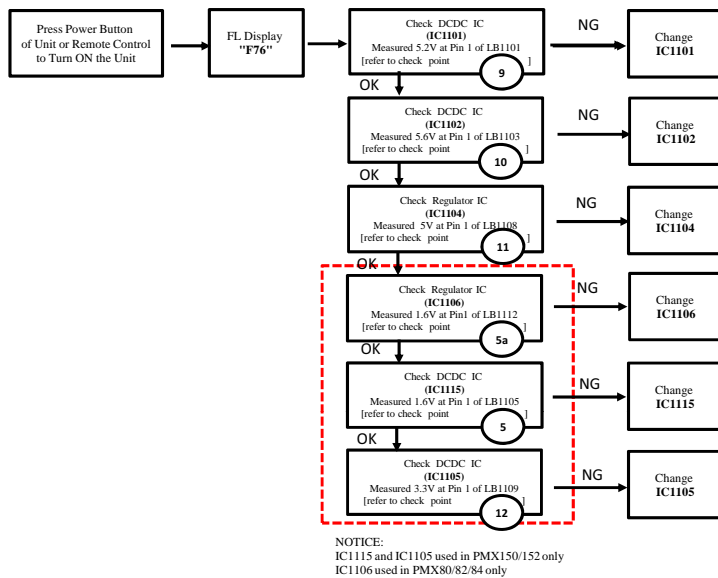 Press Power Button
of Unit or Remote Control
to Turn ON the Unit
FL Display
"F76"
Check DCDC IC
(IC1101)
Measured 5.2V at Pin 1 of LB1101
[refer to check point 9 ]
NG
Change
IC1101
OK
Check DCDC IC
(IC1102)
Measured 5.6V at Pin 1 of LB1103
[refer to check point 10 ]
NG
Change
IC1102
OK
Check Regulator IC
(IC1104)
Measured 5V at Pin 1 of LB1108
[refer to check point 11 ]
NG
Change
IC1104
OK
Check Regulator IC
(IC1106)
Measured 1.6V at Pin1 of LB1112
[refer to check point 5a ]
NG
Change
IC1106
OK
Check DCDC IC
(IC1115)
Measured 1.6V at Pin 1 of LB1105
[refer to check point 5 ]
NG
Change
IC1115
OK
Check DCDC IC
(IC1105)
Measured 3.3V at Pin 1 of LB1109
[refer to check point 12 ]
NG
Change
IC1105
NOTICE:
IC1115 and IC1105 used in PMX150/152 only
IC1106 used in PMX80/82/84 only